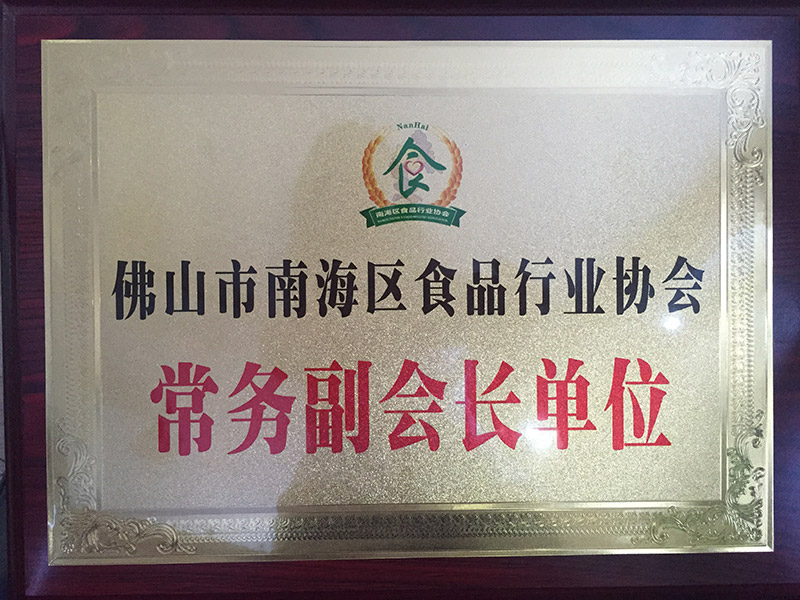 NanHai
食
南海区食品行业协会
佛山市南海区食品行业协会
常务副会长单位